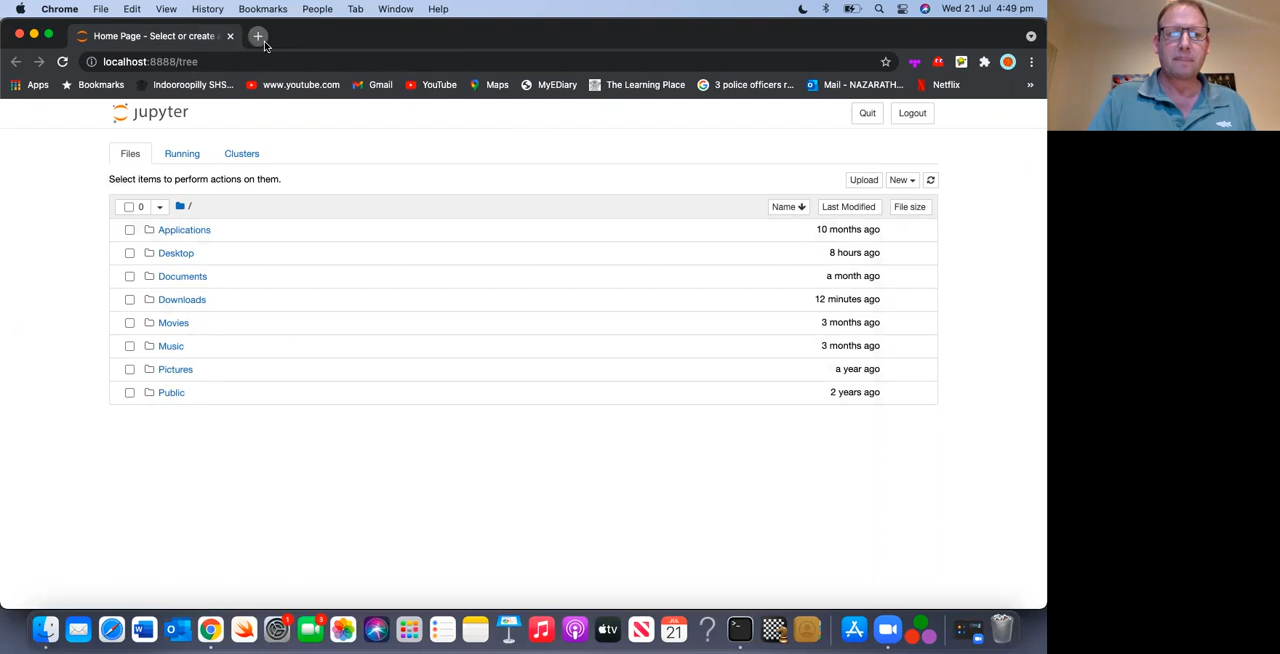 Chrome File Edit View History Bookmarks People Tab Window Help Wed 21 Jul 4:49 pm
Home Page - Select or create a
localhost:8888/tree
Apps Bookmarks Indooroopilly SHS... www.youtube.com Gmail YouTube Maps MyEDiary The Learning Place 3 police officers r... Mail - NAZARATH... Netflix »
jupyter Quit Logout
Files Running Clusters
Select items to perform actions on them. Upload New
0 / Name Last Modified File size
Applications 10 months ago
Desktop 8 hours ago
Documents a month ago
Downloads 12 minutes ago
Movies 3 months ago
Music 3 months ago
Pictures a year ago
Public 2 years ago
1 3 tv JUL 21